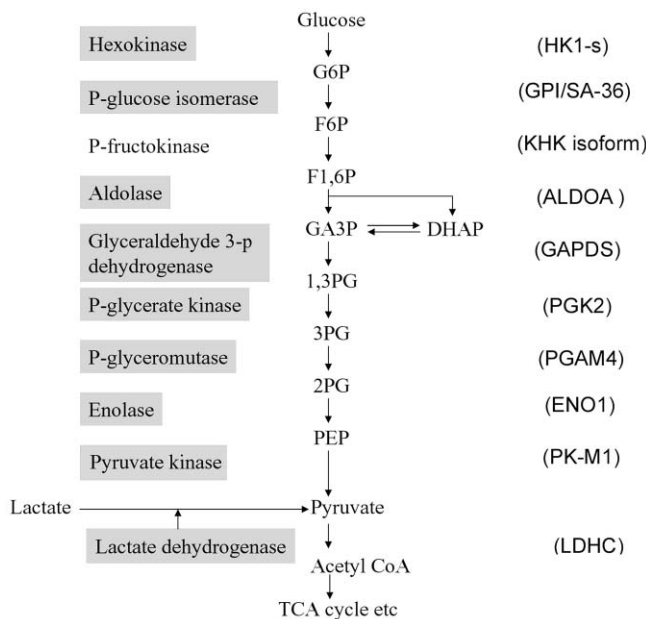 Glucose
Hexokinase (HK1-s)
G6P
P-glucose isomerase (GPI/SA-36)
F6P
P-fructokinase (KHK isoform)
F1,6P
Aldolase (ALDOA )
GA3P DHAP
Glyceraldehyde 3-p
dehydrogenase (GAPDS)
1,3PG
P-glycerate kinase (PGK2)
3PG
P-glyceromutase (PGAM4)
2PG
Enolase (ENO1)
PEP
Pyruvate kinase (PK-M1)
Lactate Pyruvate
Lactate dehydrogenase (LDHC)
Acetyl CoA
TCA cycle etc